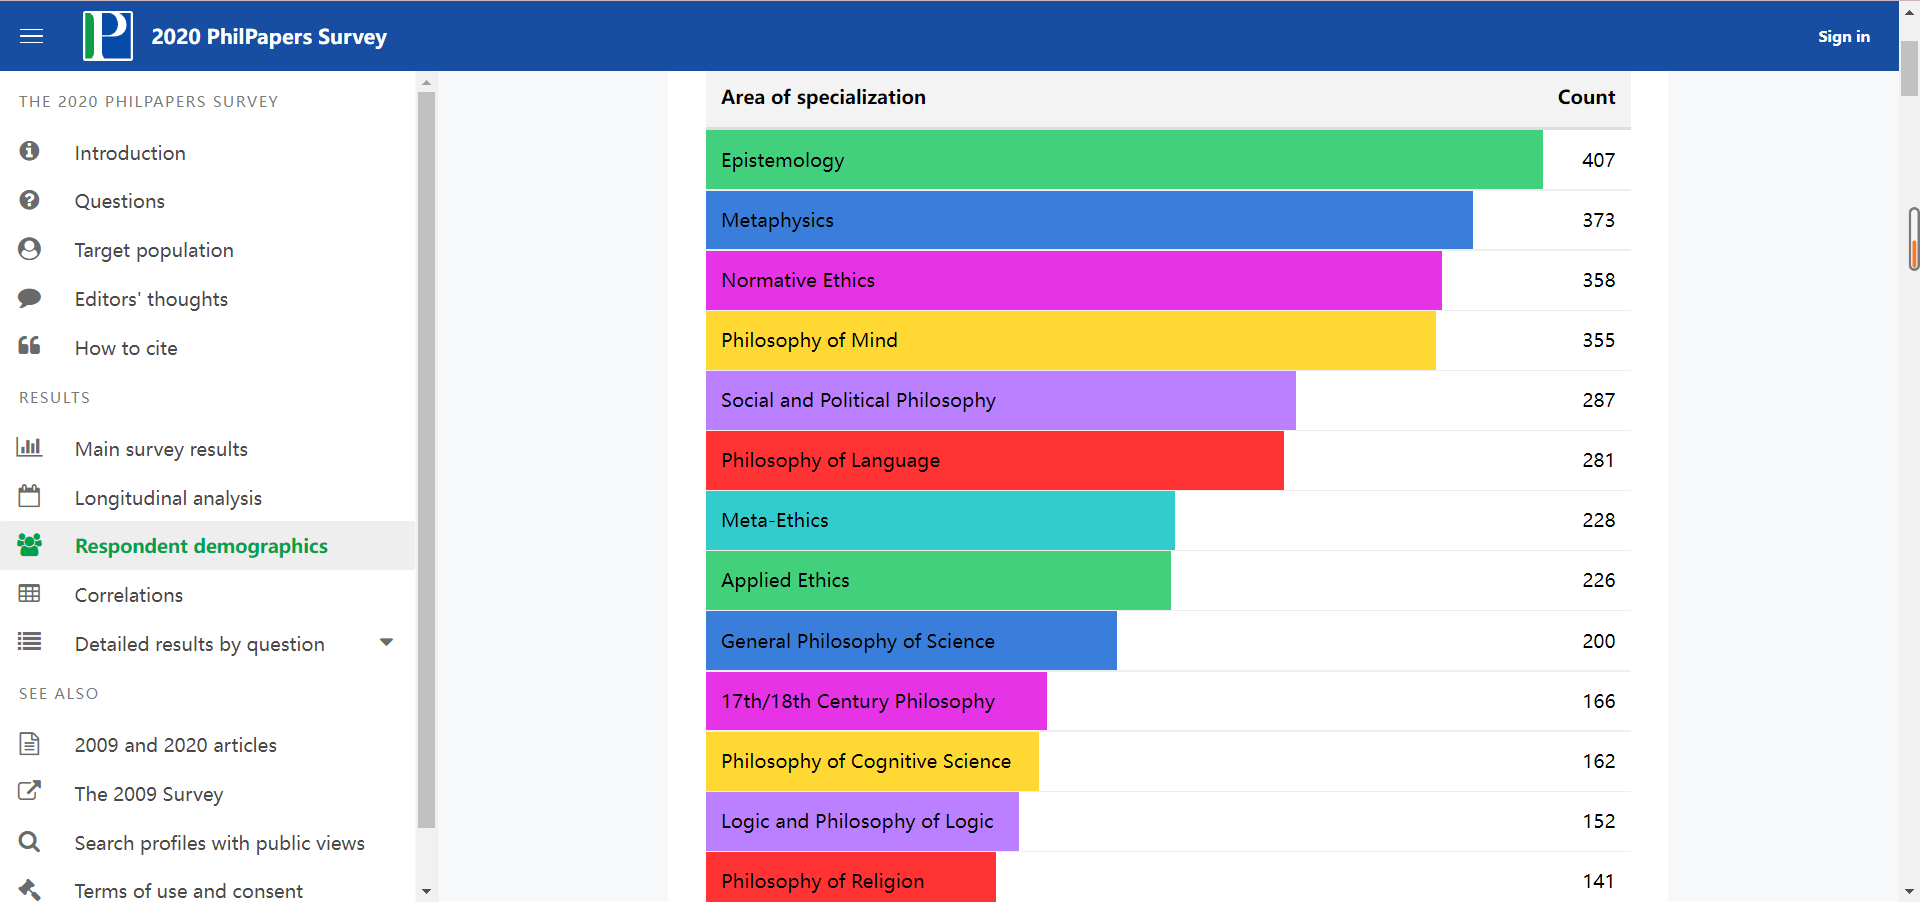 P
2020 PhilPapers Survey
Sign in
THE 2020 PHILPAPERS SURVEY
Introduction
Questions
Target population
Editors' thoughts
How to cite
RESULTS
Main survey results
Longitudinal analysis
Respondent demographics
Correlations
Detailed results by question
SEE ALSO
2009 and 2020 articles
The 2009 Survey
Search profiles with public views
Terms of use and consent
Area of specialization Count
Epistemology 407
Metaphysics 373
Normative Ethics 358
Philosophy of Mind 355
Social and Political Philosophy 287
Philosophy of Language 281
Meta-Ethics 228
Applied Ethics 226
General Philosophy of Science 200
17th/18th Century Philosophy 166
Philosophy of Cognitive Science 162
Logic and Philosophy of Logic 152
Philosophy of Religion 141